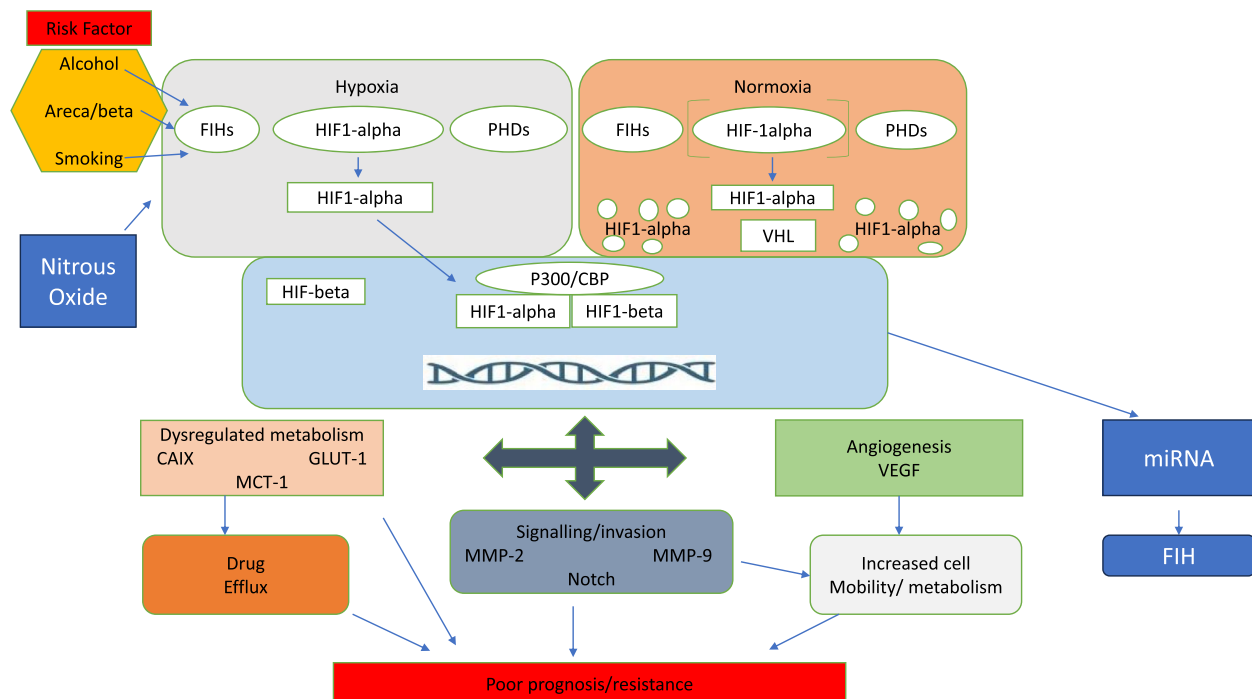 Risk Factor
Alcohol
Areca/beta
Smoking
Nitrous
Oxide
Hypoxia
FIHs
HIF1-alpha
PHDs
HIF1-alpha
Normoxia
FIHs
HIF-1alpha
PHDs
HIF1-alpha
HIF1-alpha
VHL
HIF1-alpha
P300/CBP
HIF-beta
HIF1-alpha
HIF1-beta
Dysregulated metabolism
CAIX GLUT-1
MCT-1
Angiogenesis
VEGF
miRNA
Signalling/invasion
MMP-2 MMP-9
Notch
Drug
Efflux
Increased cell
Mobility/ metabolism
FIH
Poor prognosis/resistance